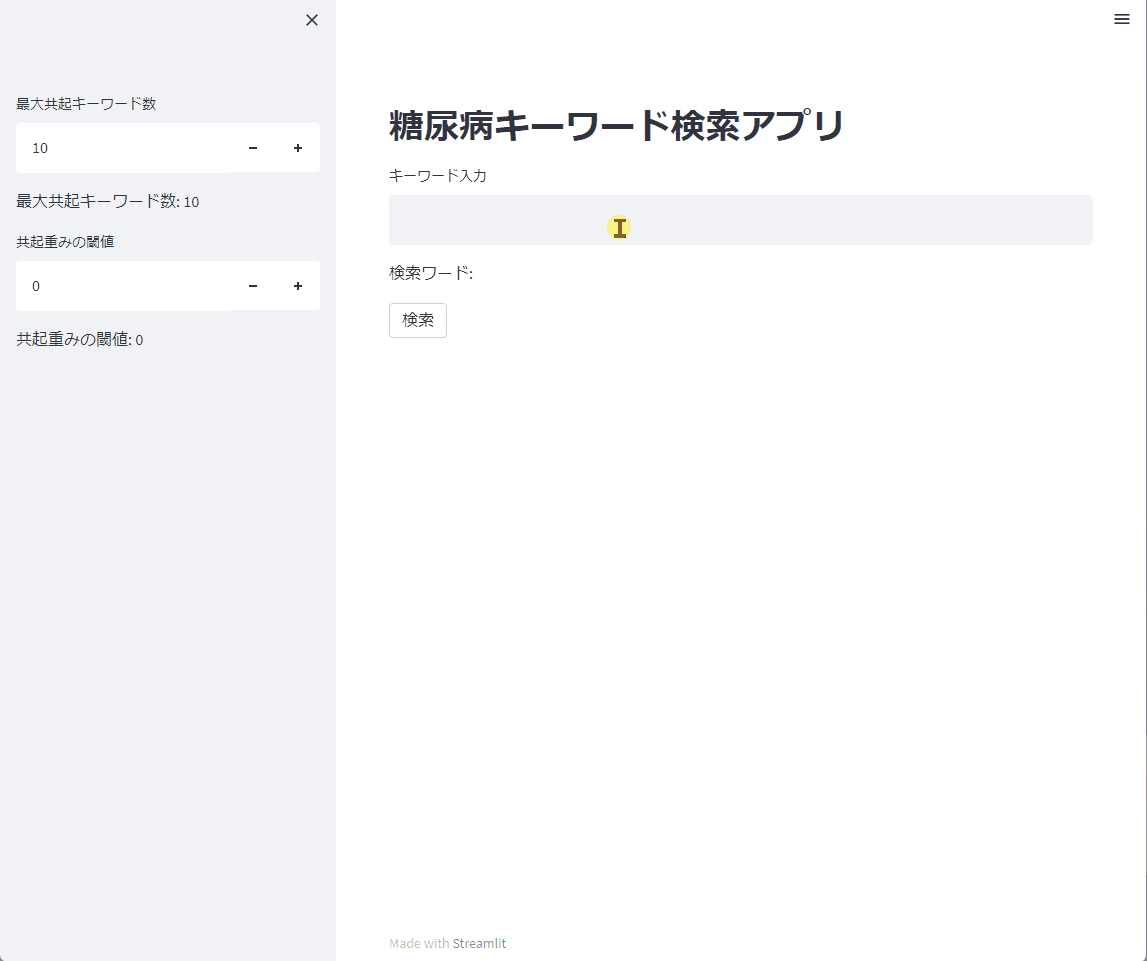 最大共起キーワード数
10
最大共起キーワード数: 10
共起重みの閾値
0
共起重みの閾値: 0
糖尿病キーワード検索アプリ
キーワード入力
検索ワード:
検索
Made with Streamlit